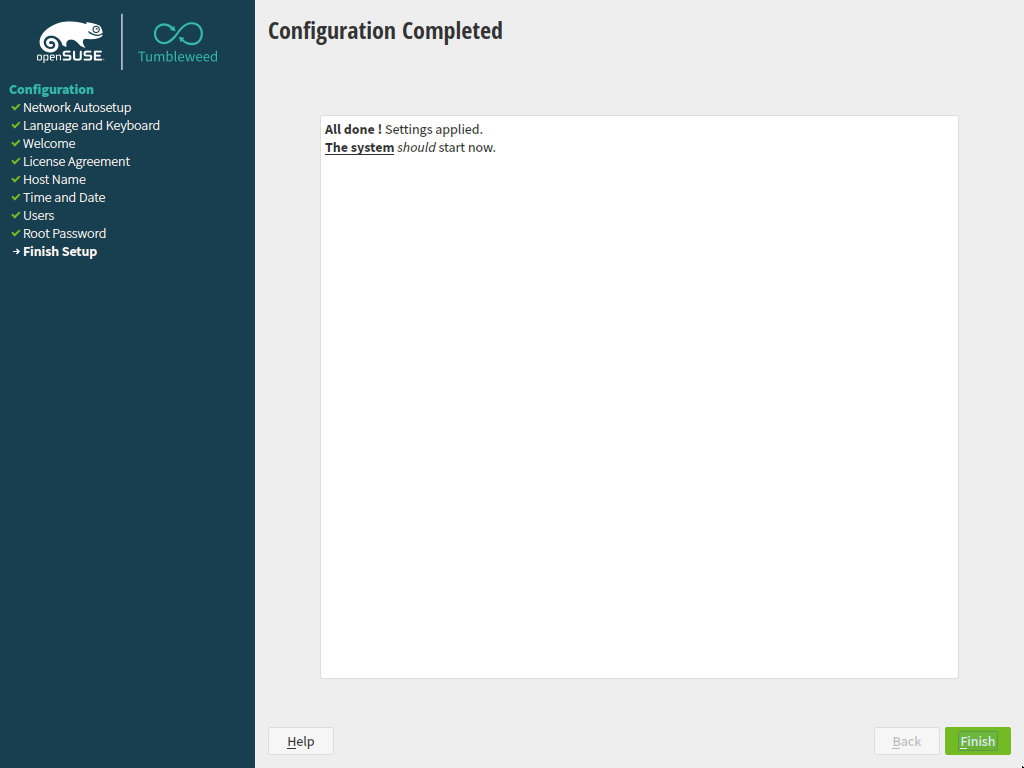 openSUSE
Tumbleweed
Configuration
Network Autosetup
Language and Keyboard
Welcome
License Agreement
Host Name
Time and Date
Users
Root Password
Finish Setup
Configuration Completed
All done ! Settings applied.
The system should start now.
Help
Back
Finish